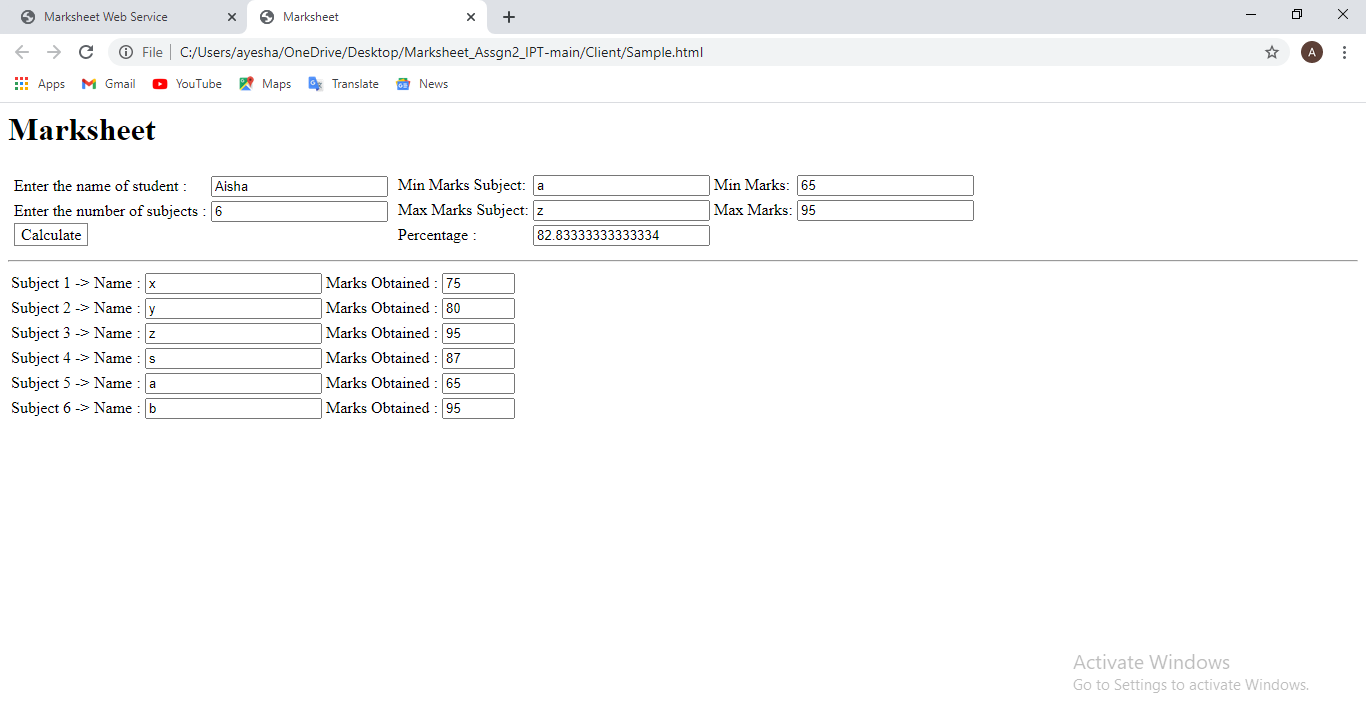 Marksheet Web Service
Marksheet
File C:/Users/ayesha/OneDrive/Desktop/Marksheet_Assgn2_IPT-main/Client/Sample.html A
Apps Gmail YouTube Maps Translate News
Marksheet
Enter the name of student : Aisha Min Marks Subject: a Min Marks: 65
Enter the number of subjects : 6 Max Marks Subject: z Max Marks: 95
Calculate Percentage : 82.83333333333334
Subject 1 -> Name : x Marks Obtained : 75
Subject 2 -> Name : y Marks Obtained : 80
Subject 3 -> Name : z Marks Obtained : 95
Subject 4 -> Name : s Marks Obtained : 87
Subject 5 -> Name : a Marks Obtained : 65
Subject 6 -> Name : b Marks Obtained : 95
Activate Windows
Go to Settings to activate Windows.